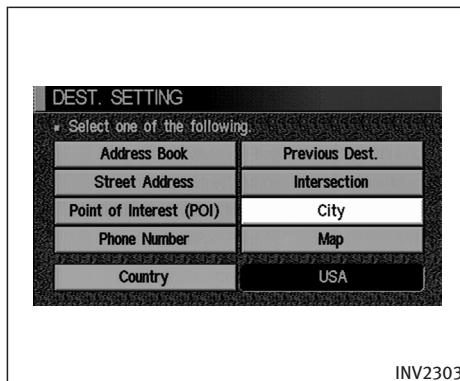 DEST. SETTING
Select one of the following.
Address Book Previous Dest.
Street Address Intersection
Point of Interest (POI) City
Phone Number Map
Country USA
INV2303